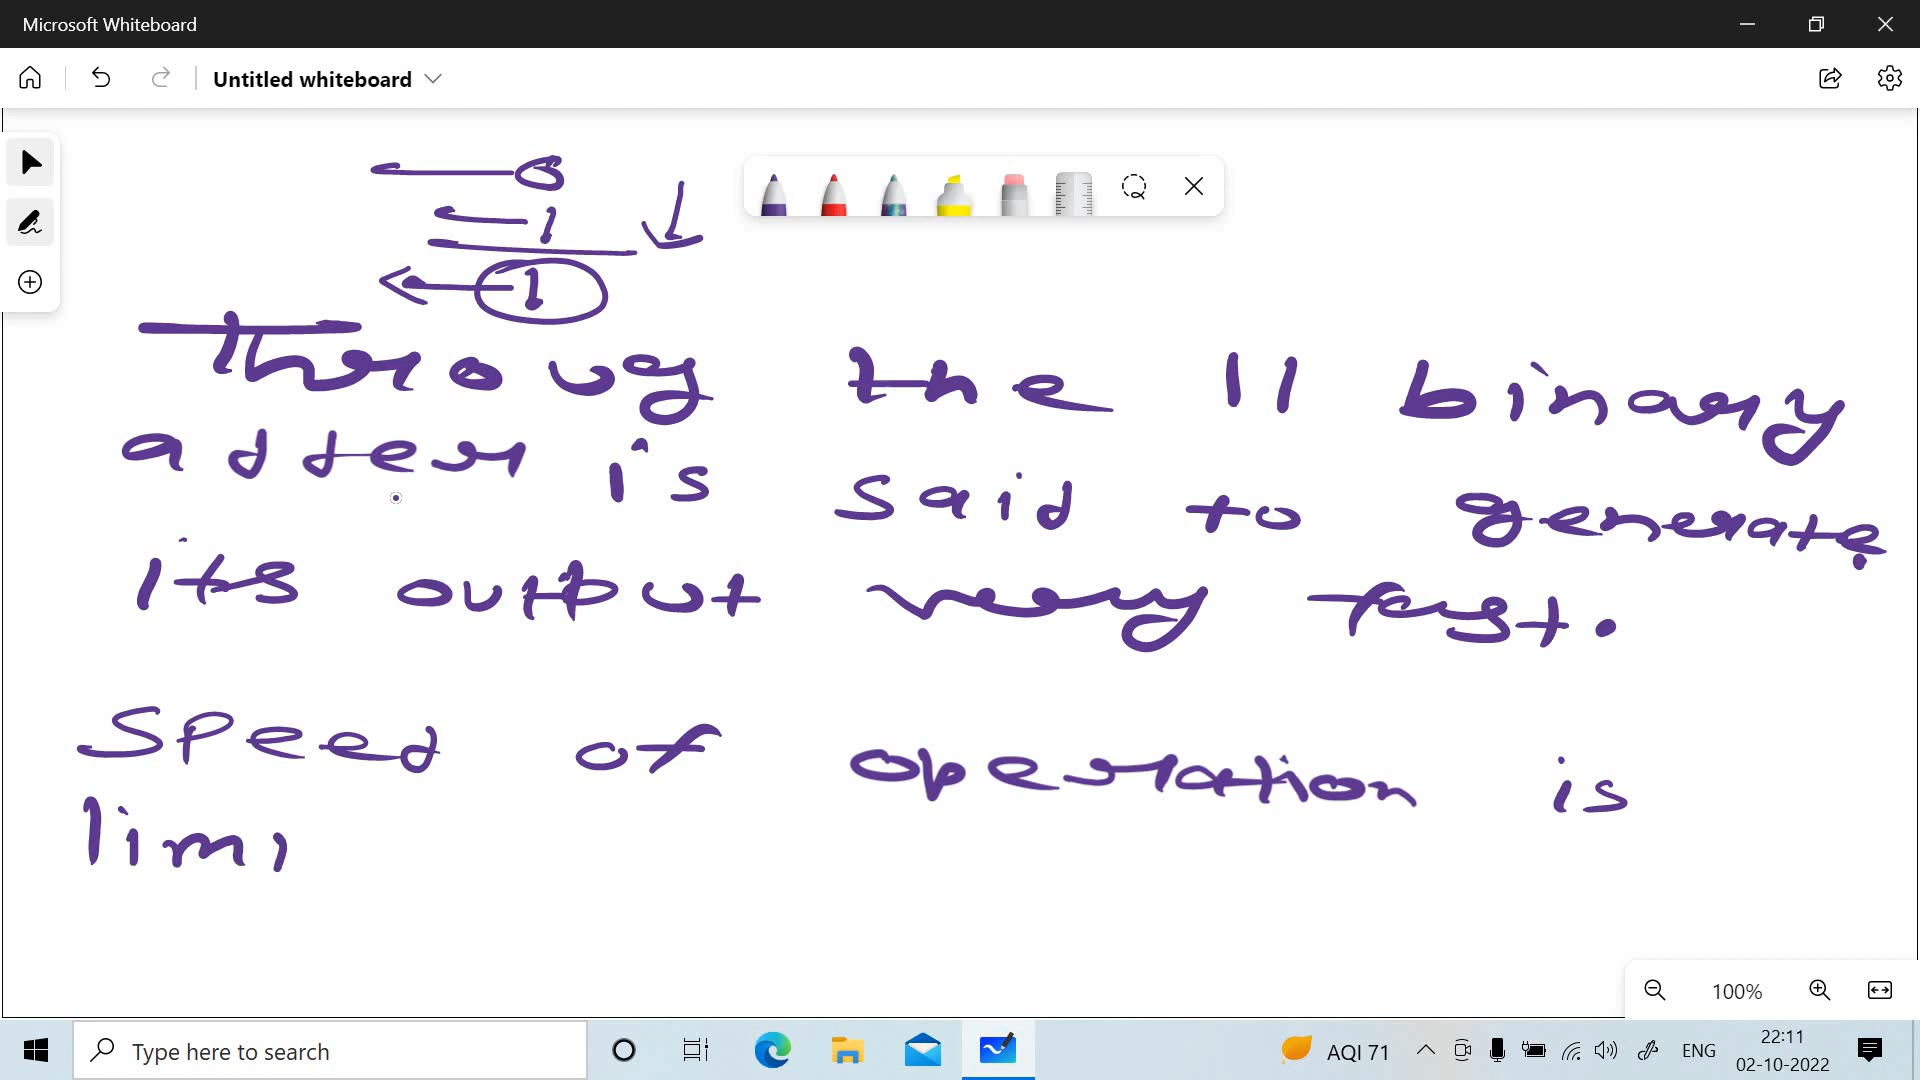 Microsoft Whiteboard
Untitled whiteboard
0
1
1
Throug the 11 binary
adder is said to generate
its output very fast.
Speed of operation is
limi
100%
Type here to search
AQI 71
ENG
22:11
02-10-2022